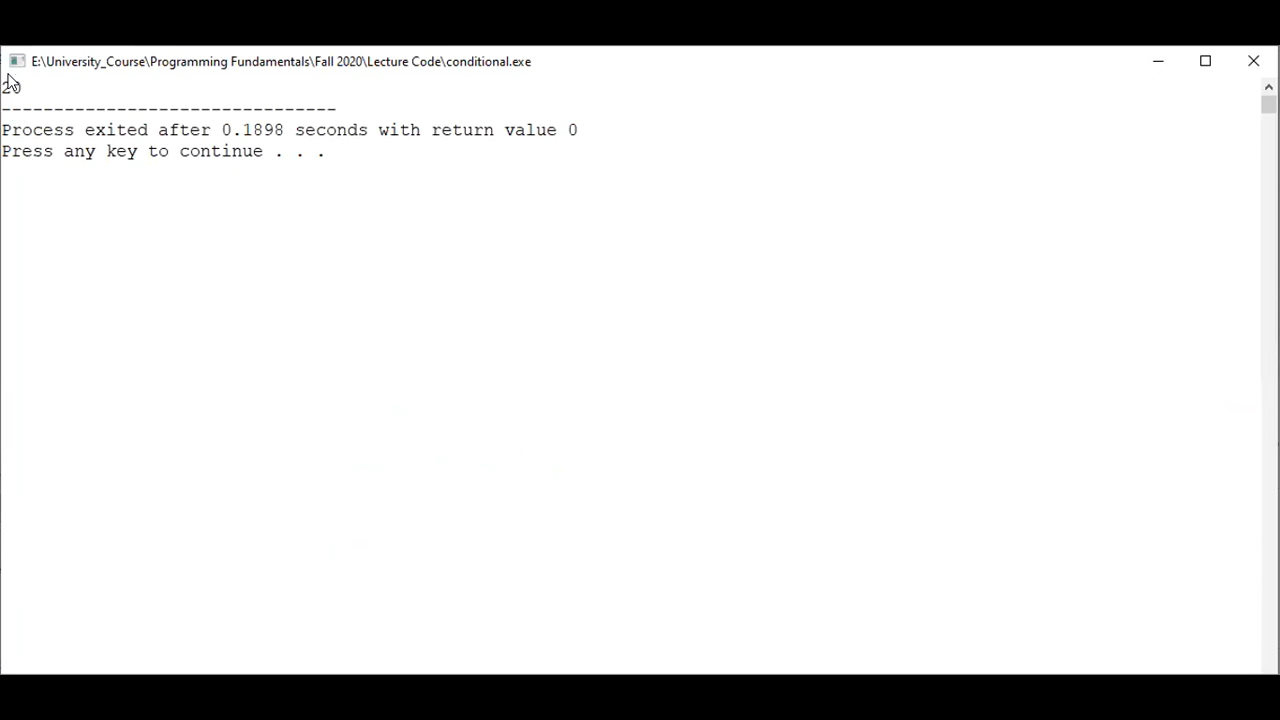 E:\University_Course\Programming Fundamentals\Fall 2020\Lecture Code\conditional.exe
--------------------------------
Process exited after 0.1898 seconds with return value 0
Press any key to continue . . .